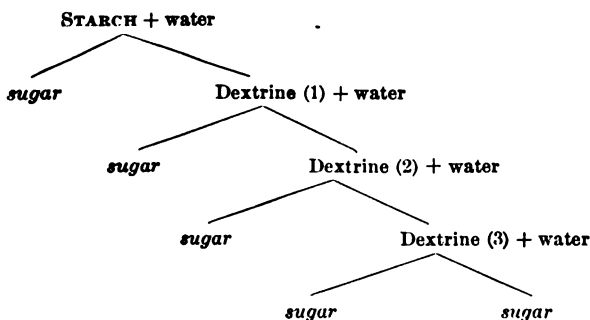 STARCH + water
sugar Dextrine (1) + water
sugar Dextrine (2) + water
sugar Dextrine (3) + water
sugar sugar